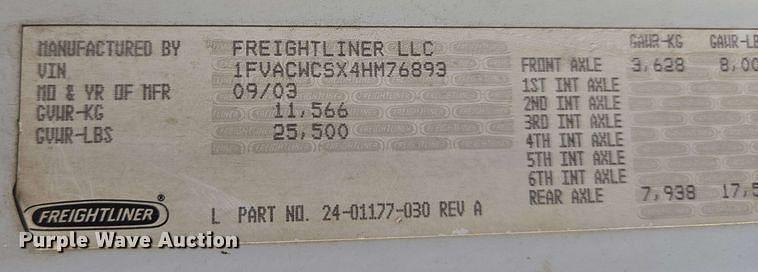 GAWR-KG GAWR-LB
MANUFACTURED BY FREIGHTLINER LLC
VIN 1FVACWCSX4HM76893
MO & YR OF MFR 09/03
GVWR-KG 11,566
GVWR-LBS 25,500
FRONT AXLE 3,628 8,00
1ST INT AXLE
2ND INT AXLE
3RD INT AXLE
4TH INT AXLE
5TH INT AXLE
6TH INT AXLE
REAR AXLE 7,938 17,5
FREIGHTLINER®
L PART NO. 24-01177-030 REV A
Purple Wave Auction